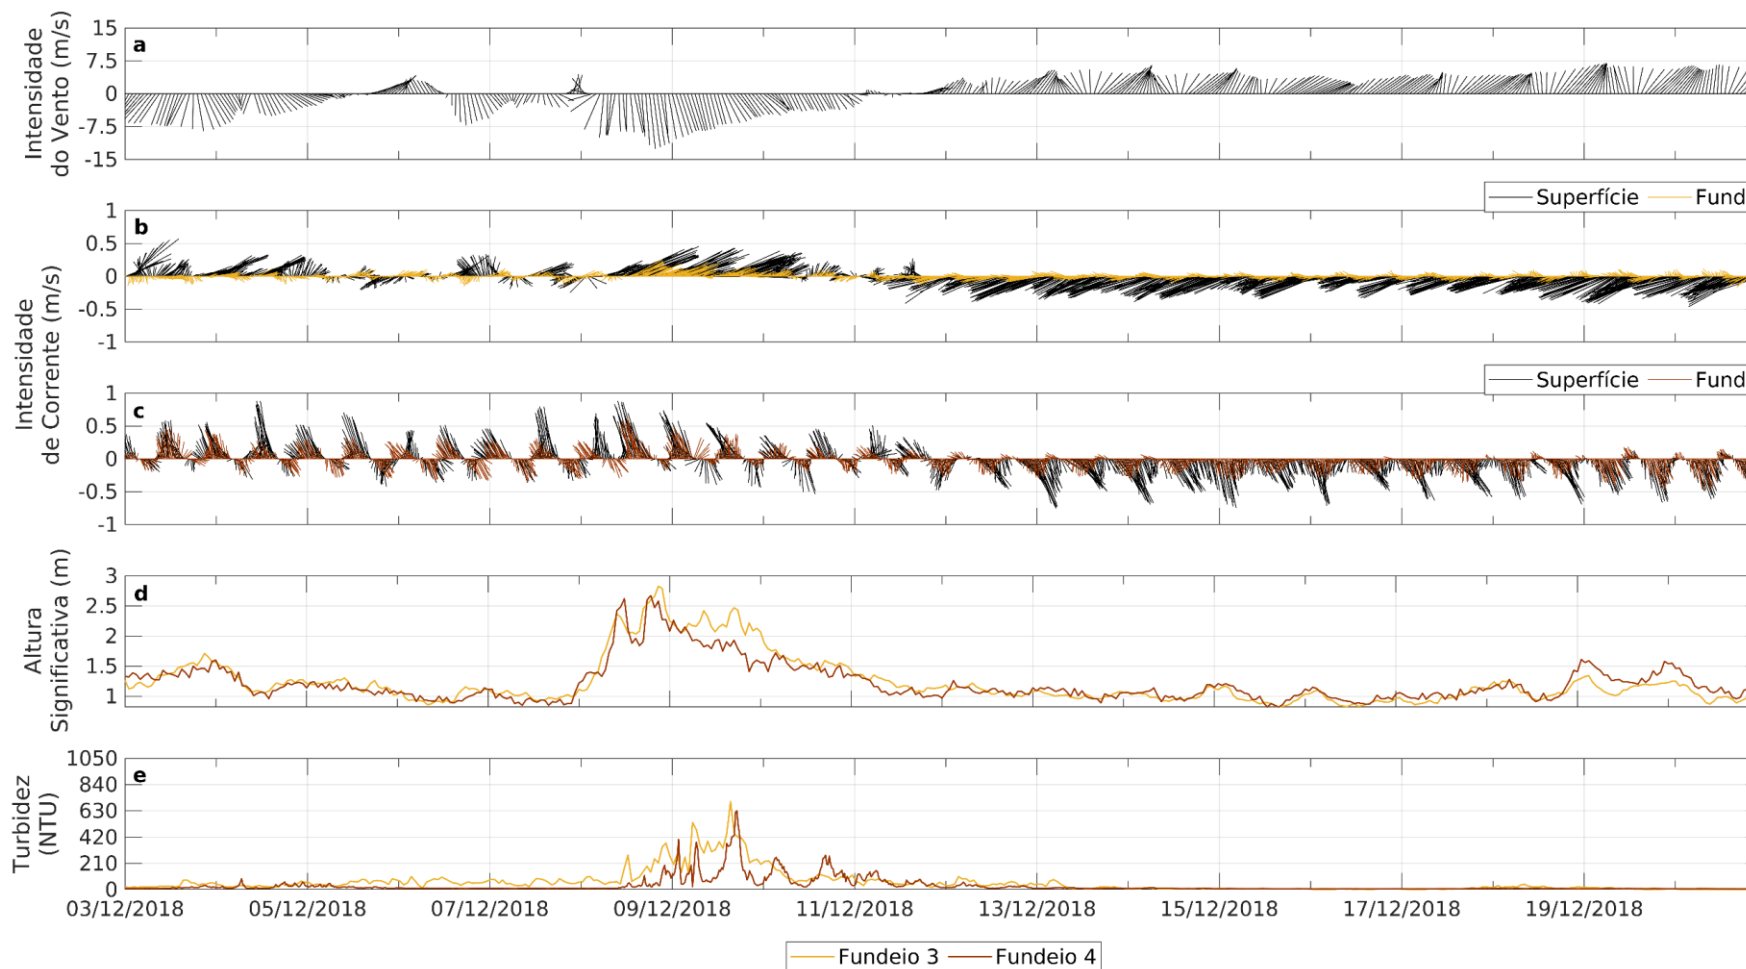 Intensidade
do Vento (m/s)
15
7.5
0
-7.5
-15
a
Superfície Fund
Intensidade
de Corrente (m/s)
1
0.5
0
-0.5
-1
b
Superfície Fund
1
0.5
0
-0.5
-1
c
Altura
Significativa (m)
3
2.5
2
1.5
1
d
Turbidez
(NTU)
1050
840
630
420
210
0
e
03/12/2018 05/12/2018 07/12/2018 09/12/2018 11/12/2018 13/12/2018 15/12/2018 17/12/2018 19/12/2018
Fundeio 3 Fundeio 4